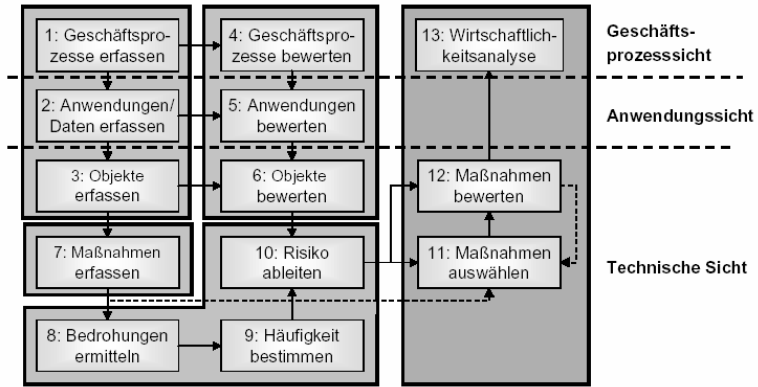 1: Geschäftspro-
zesse erfassen
4: Geschäftspro-
zesse bewerten
13: Wirtschaftlich-
keitsanalyse
Geschäfts-
prozesssicht
2: Anwendungen/
Daten erfassen
5: Anwendungen
bewerten
Anwendungssicht
3: Objekte
erfassen
6: Objekte
bewerten
12: Maßnahmen
bewerten
7: Maßnahmen
erfassen
10: Risiko
ableiten
11: Maßnahmen
auswählen
Technische Sicht
8: Bedrohungen
ermitteln
9: Häufigkeit
bestimmen